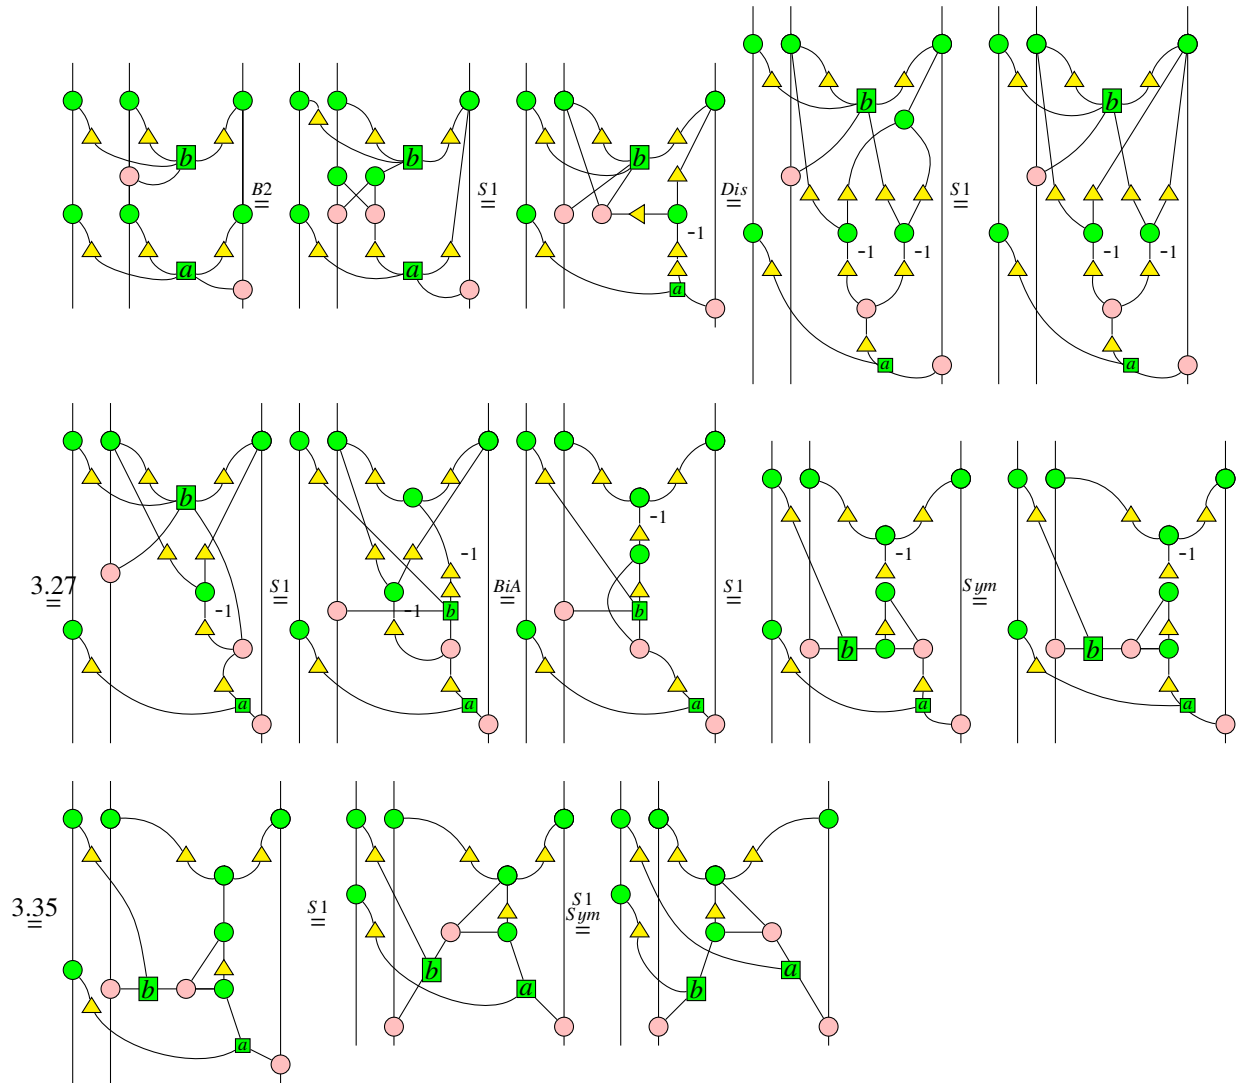 b B2 = b S1 = b Dis = b S1 = b
a a -1 -1 -1 -1 -1
a a a
3.27 = b -1 S1 = -1 -1 b BiA = -1 b S1 = -1 b Sym = -1 b
a a a a a
3.35 = b S1 = b S1 Sym = a
a a b